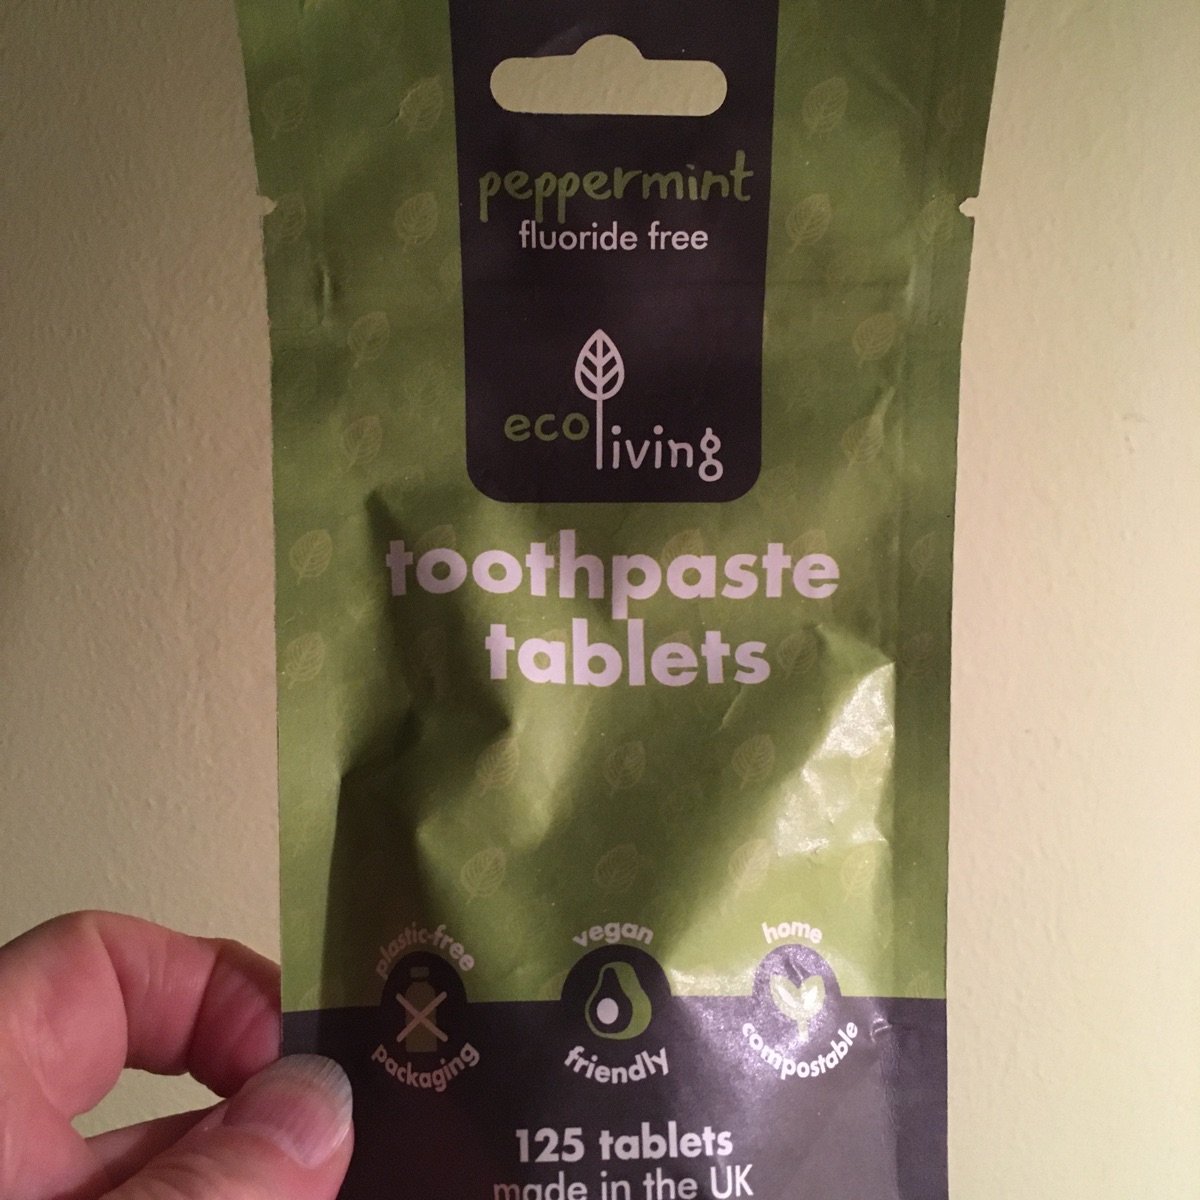 peppermint
fluoride free
eco living
toothpaste
tablets
plastic-free
packaging
vegan
friendly
home
compostable
125 tablets
made in the UK